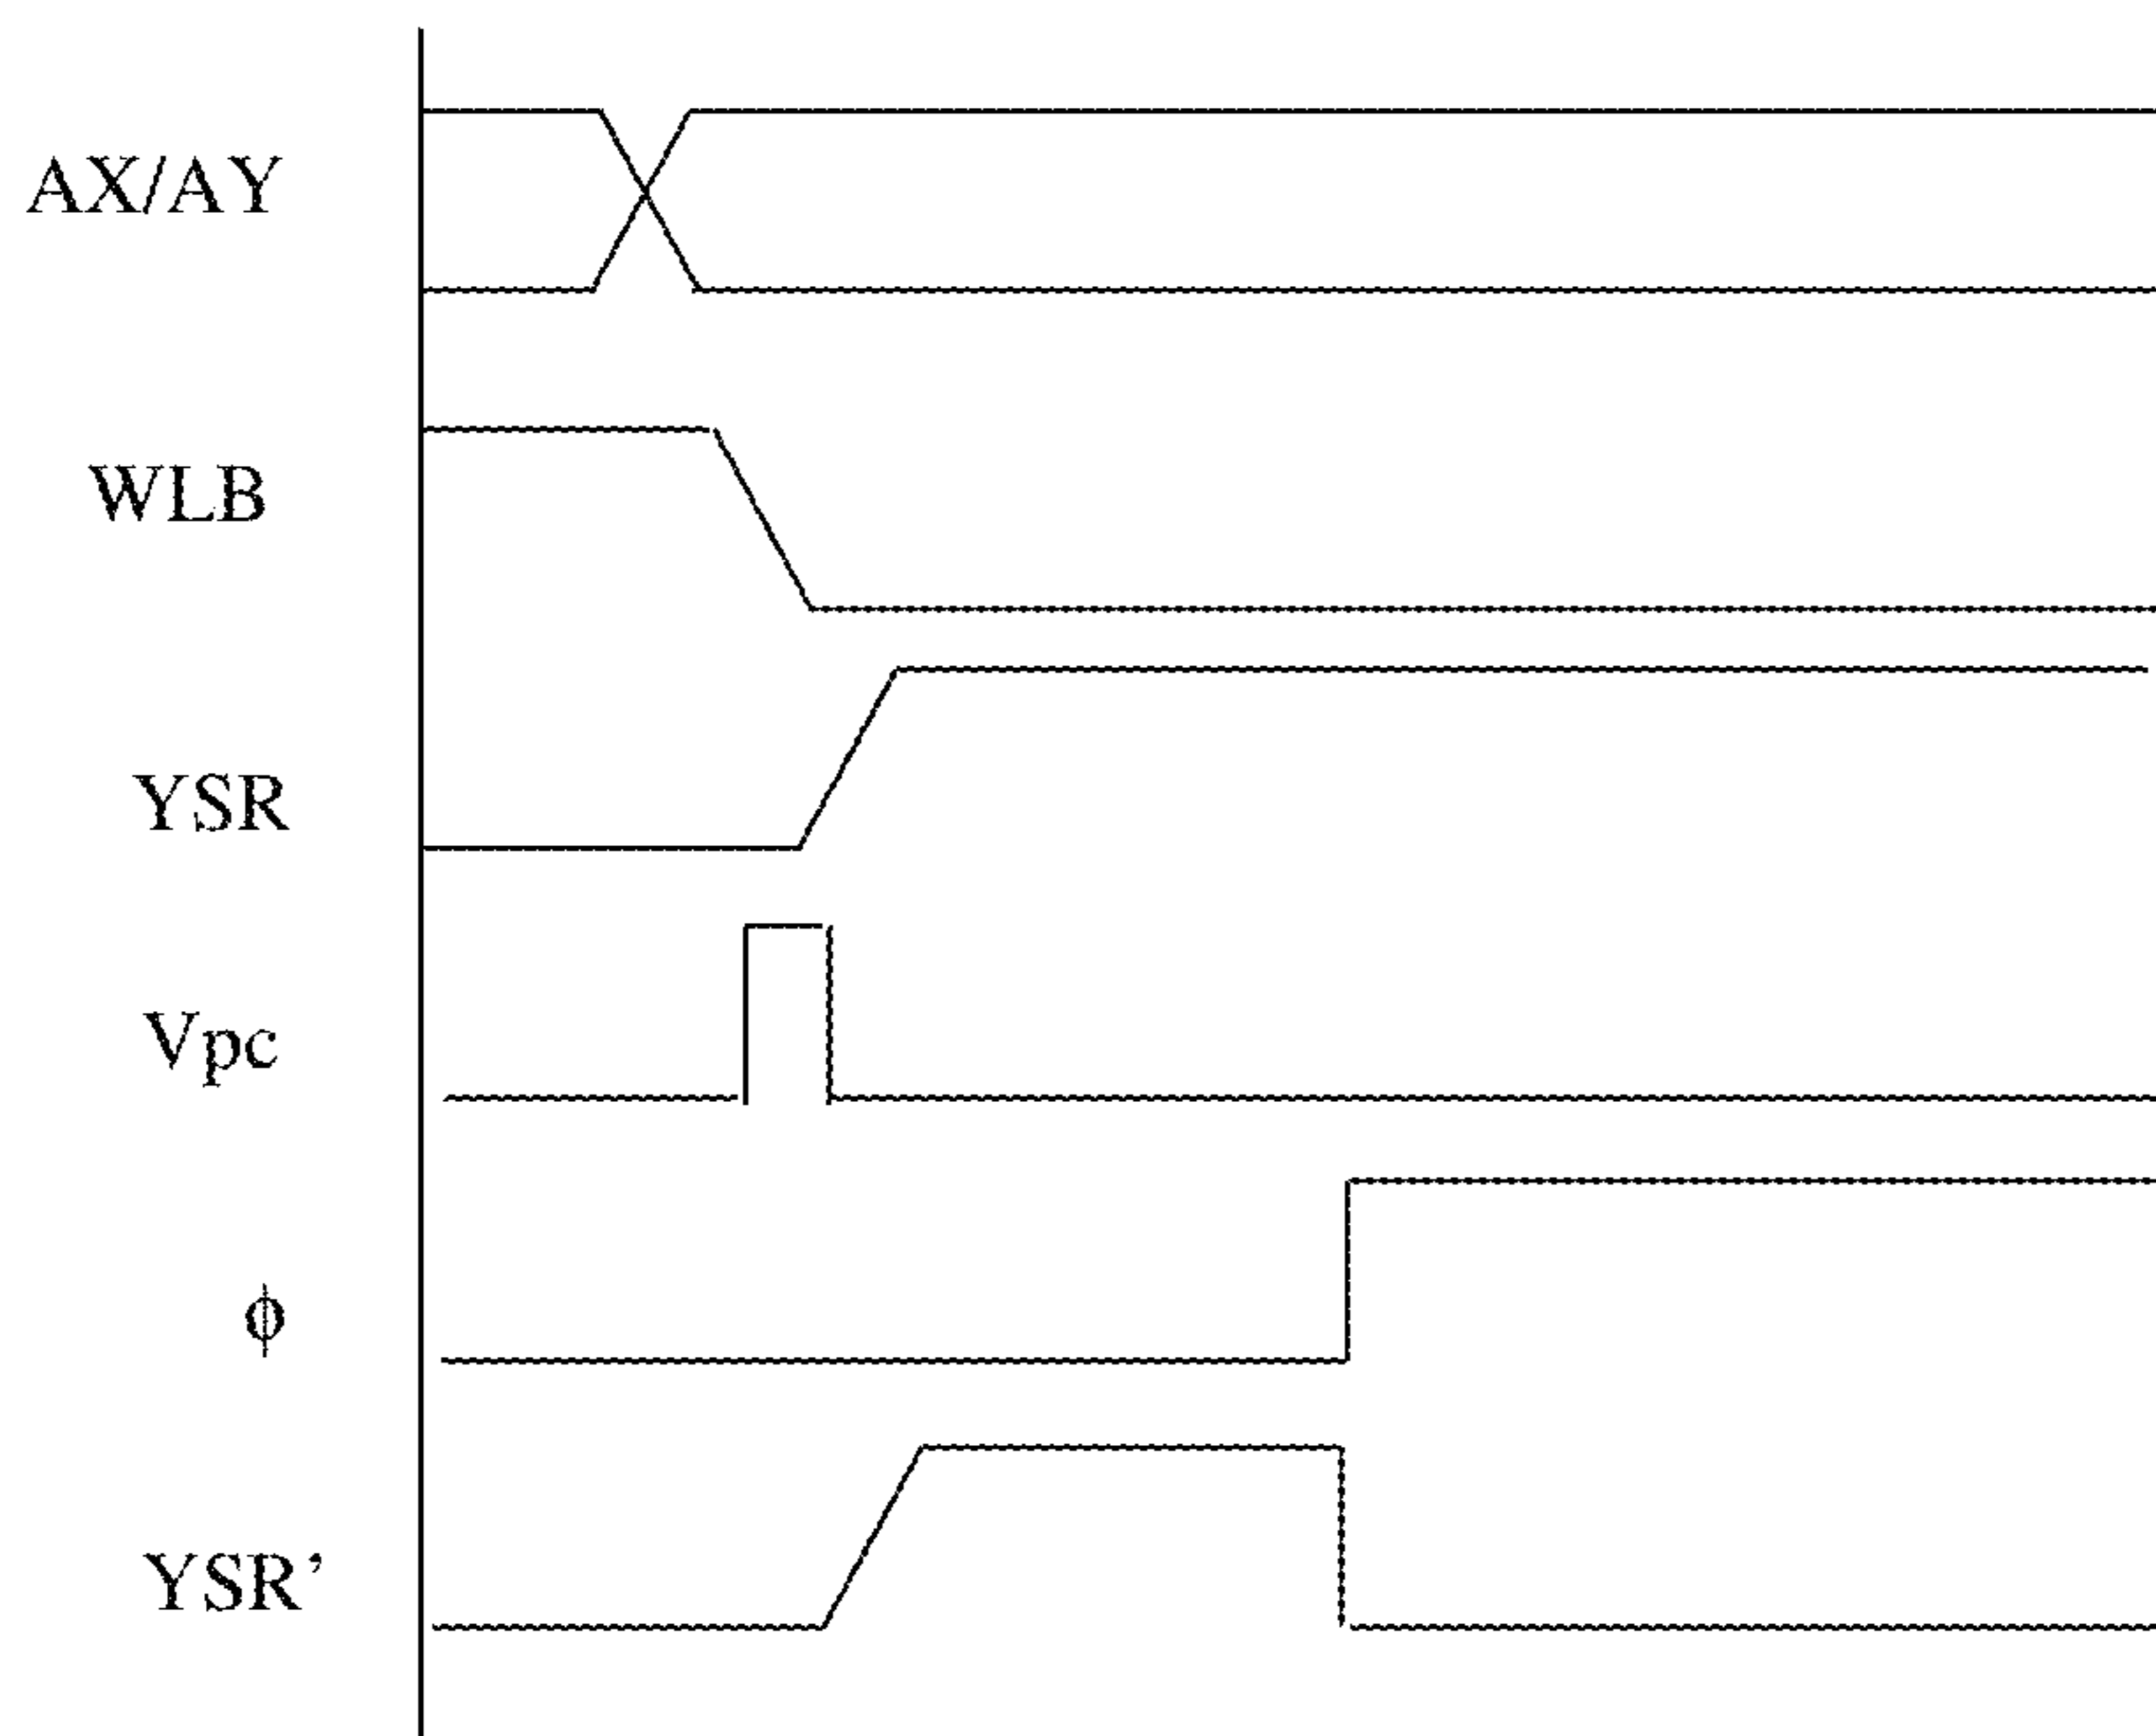 AX/AY
WLB
YSR
Vpc
ϕ
YSR’